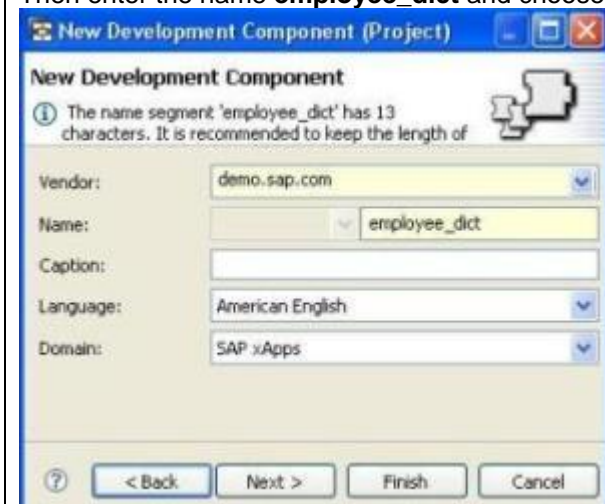 Then enter the name employee_dict and choose
New Development Component (Project)
New Development Component
The name segment 'employee_dict' has 13
characters. It is recommended to keep the length of
Vendor: demo.sap.com
Name: employee_dict
Caption:
Language: American English
Domain: SAP xApps
? < Back Next > Finish Cancel